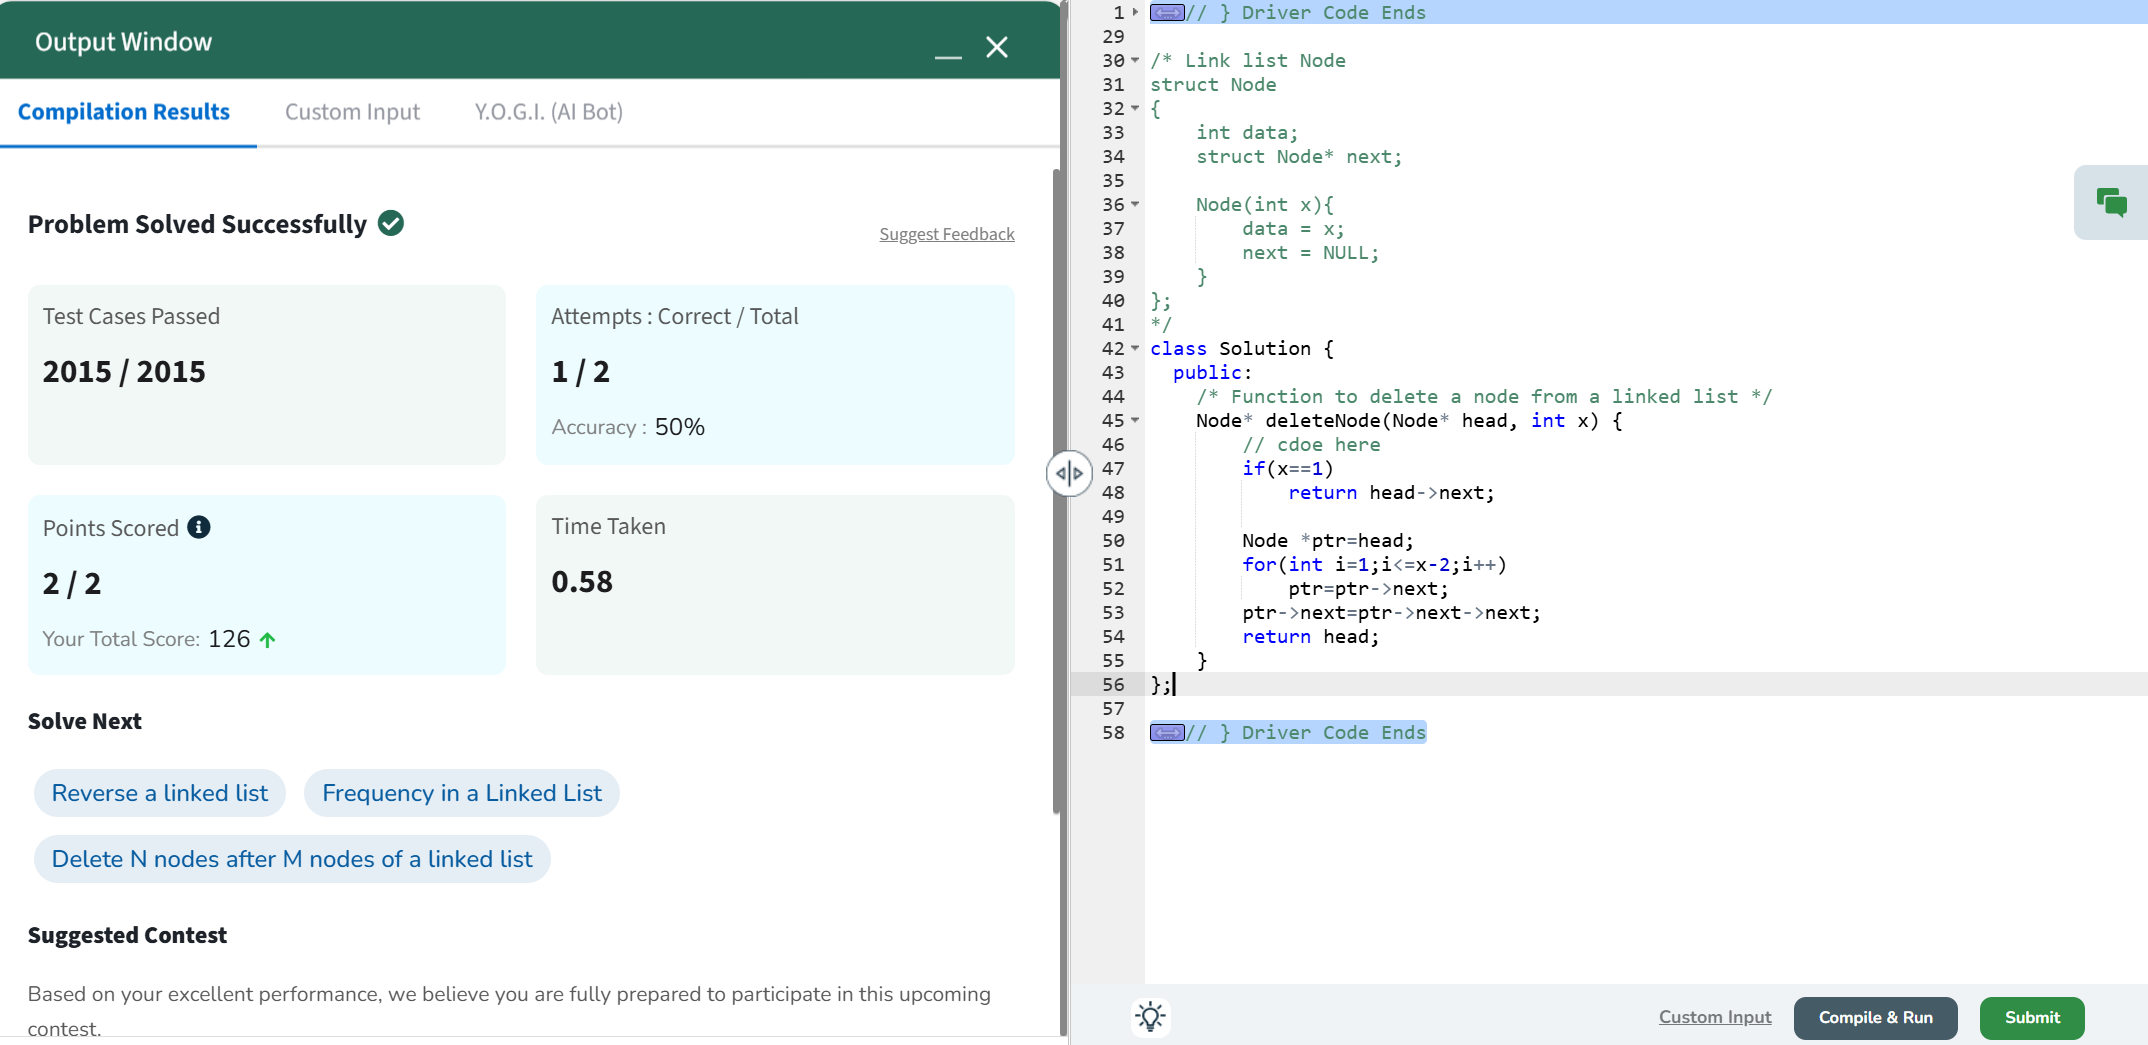 Output Window
Compilation Results Custom Input Y.O.G.I. (AI Bot)
Problem Solved Successfully
Suggest Feedback
Test Cases Passed
2015 / 2015
Attempts : Correct / Total
1 / 2
Accuracy : 50%
Points Scored
2 / 2
Your Total Score: 126
Time Taken
0.58
Solve Next
Reverse a linked list
Frequency in a Linked List
Delete N nodes after M nodes of a linked list
Suggested Contest
Based on your excellent performance, we believe you are fully prepared to participate in this upcoming
contest.
1 // } Driver Code Ends
29
30 /* Link list Node
31 struct Node
32 {
33     int data;
34     struct Node* next;
35
36     Node(int x){
37         data = x;
38         next = NULL;
39     }
40 };
41 */
42 class Solution {
43   public:
44     /* Function to delete a node from a linked list */
45     Node* deleteNode(Node* head, int x) {
46         // cdoe here
47         if(x==1)
48             return head->next;
49
50         Node *ptr=head;
51         for(int i=1;i<=x-2;i++)
52             ptr=ptr->next;
53         ptr->next=ptr->next->next;
54         return head;
55     }
56 };
57
58 // } Driver Code Ends
Custom Input
Compile & Run
Submit